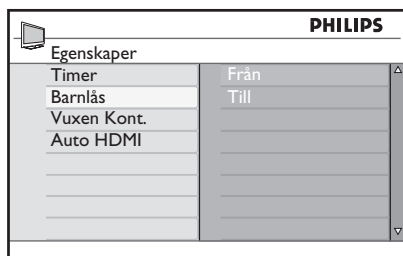 PHILIPS
Egenskaper
Timer
Barnlås
Vuxen Kont.
Auto HDMI
Från
Till